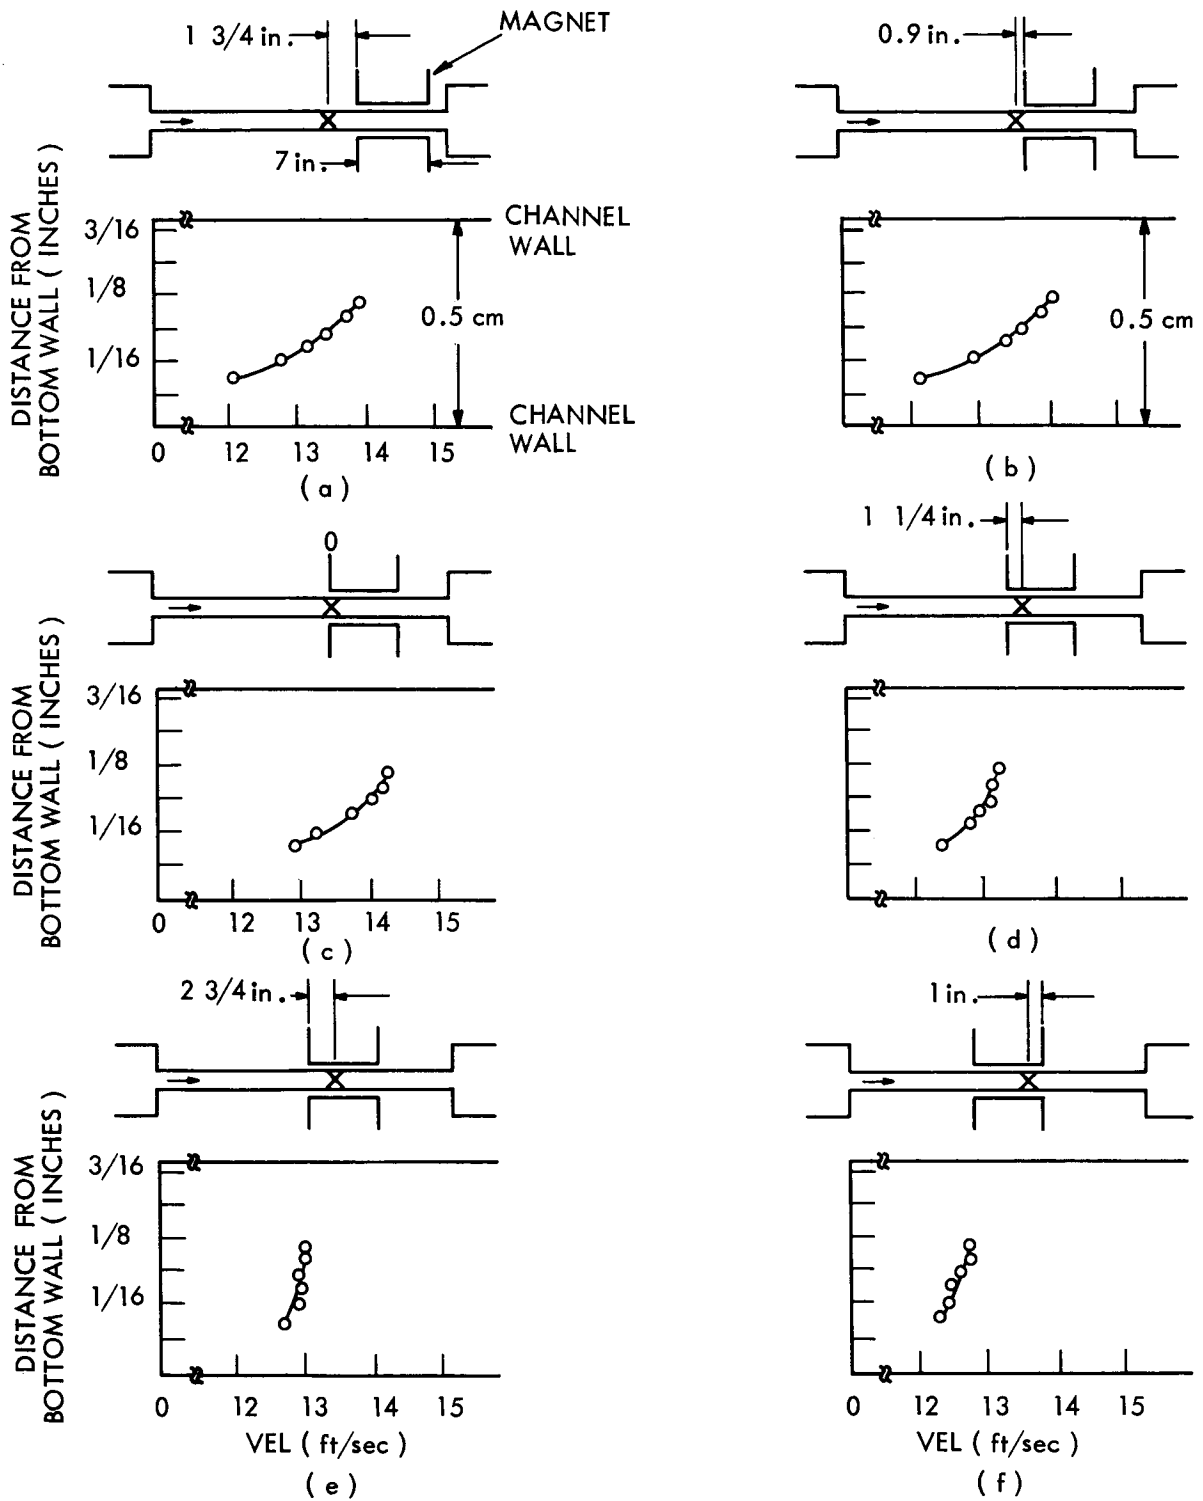 1 3/4 in.
MAGNET
7 in.
DISTANCE FROM
BOTTOM WALL ( INCHES )
3/16
1/8
1/16
CHANNEL
WALL
0.5 cm
CHANNEL
WALL
0 12 13 14 15
( a )
0.9 in.
0.5 cm
( b )
0
DISTANCE FROM
BOTTOM WALL ( INCHES )
3/16
1/8
1/16
0 12 13 14 15
( c )
1 1/4 in.
( d )
2 3/4 in.
DISTANCE FROM
BOTTOM WALL ( INCHES )
3/16
1/8
1/16
0 12 13 14 15
VEL ( ft/sec )
( e )
1 in.
0 12 13 14 15
VEL ( ft/sec )
( f )